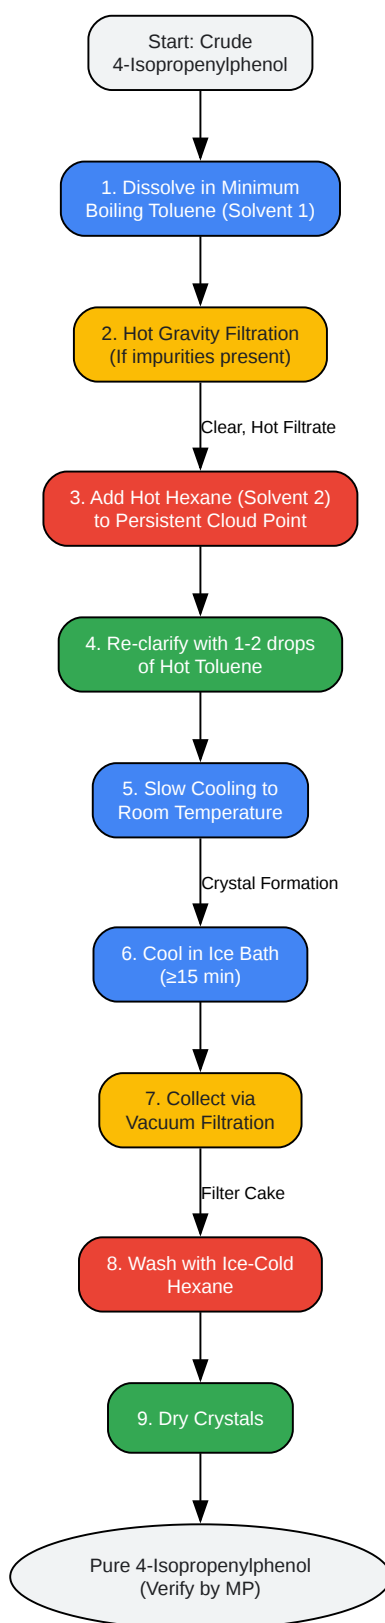 Start: Crude
4-Isopropenylphenol
1. Dissolve in Minimum
Boiling Toluene (Solvent 1)
2. Hot Gravity Filtration
(If impurities present)
Clear, Hot Filtrate
3. Add Hot Hexane (Solvent 2)
to Persistent Cloud Point
4. Re-clarify with 1-2 drops
of Hot Toluene
5. Slow Cooling to
Room Temperature
Crystal Formation
6. Cool in Ice Bath
(≥15 min)
7. Collect via
Vacuum Filtration
Filter Cake
8. Wash with Ice-Cold
Hexane
9. Dry Crystals
Pure 4-Isopropenylphenol
(Verify by MP)